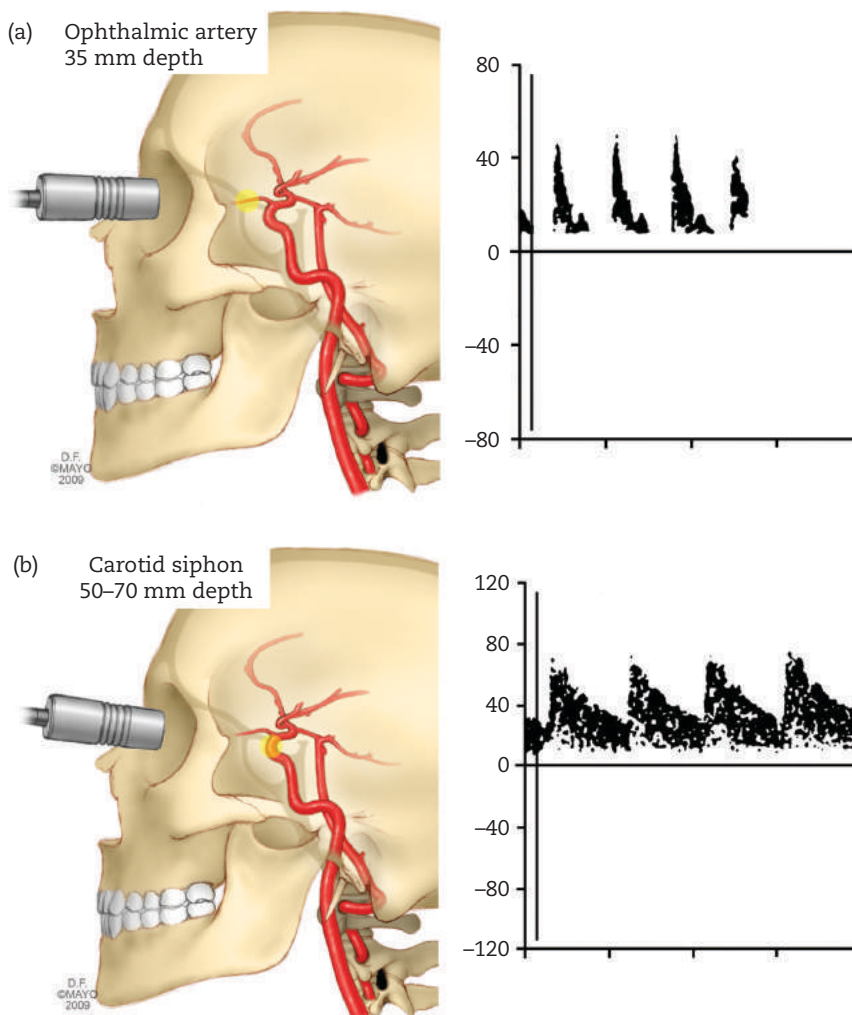 (a) Ophthalmic artery
35 mm depth
80
40
0
–40
–80
D.F.
©MAYO
2009
(b) Carotid siphon
50–70 mm depth
120
80
40
0
–40
–80
–120
D.F.
©MAYO
2009